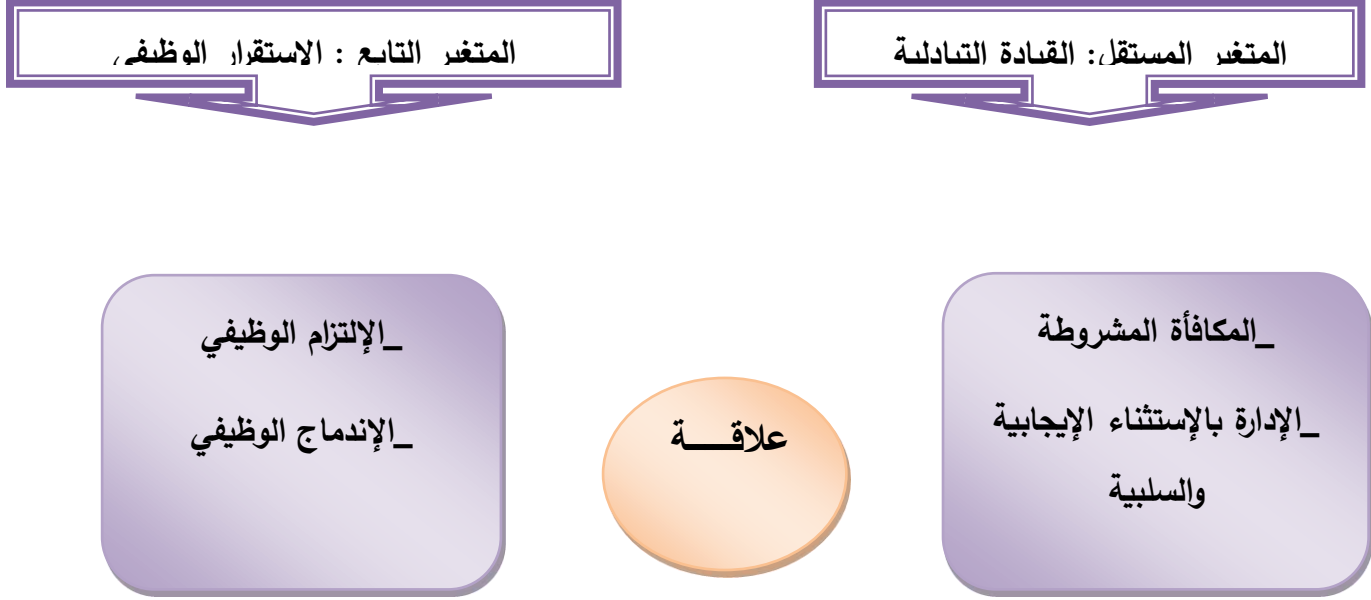 المتغير المستقل: القيادة التبادلية
المتغير التابع : الاستقرار الوظيفي
_المكافأة المشروطة
_الإدارة بالإستثناء الإيجابية
والسلبية
علاقـــــة
_الإلتزام الوظيفي
_الإندماج الوظيفي